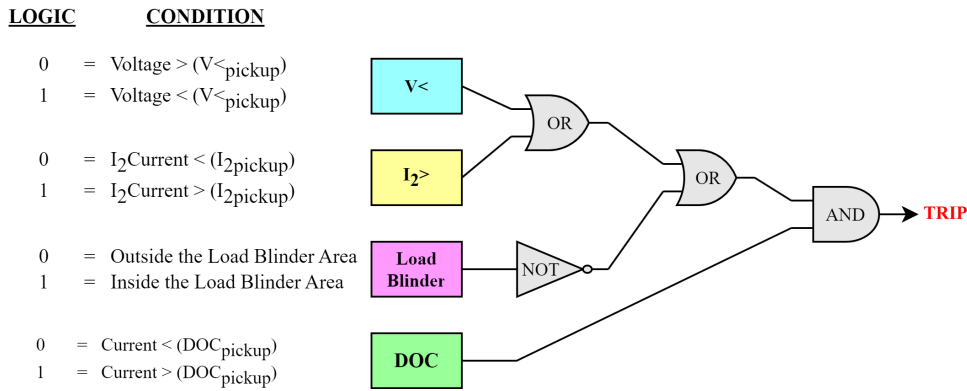 LOGIC CONDITION
0 = Voltage > (V<pickup)
1 = Voltage < (V<pickup)
V<
OR
0 = I2Current < (I2pickup)
1 = I2Current > (I2pickup)
I2>
OR
AND
TRIP
0 = Outside the Load Blinder Area
1 = Inside the Load Blinder Area
Load
Blinder
NOT
0 = Current < (DOCpickup)
1 = Current > (DOCpickup)
DOC